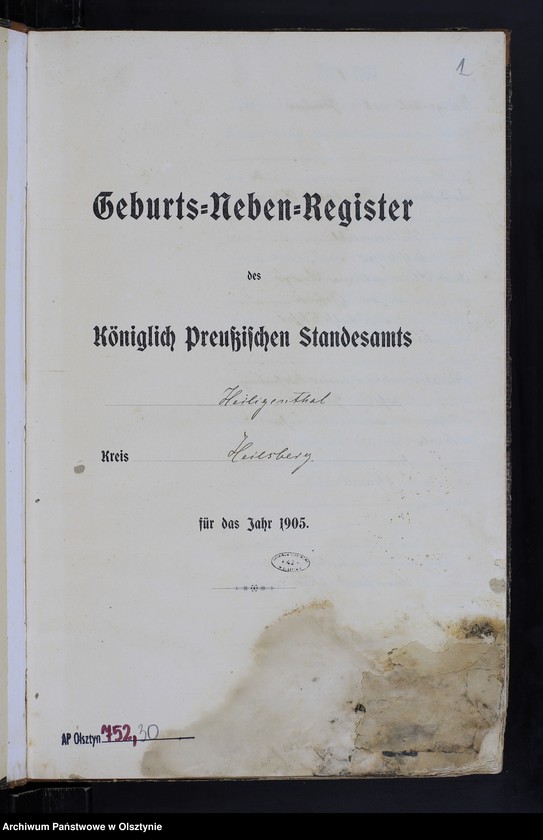 1
Geburts=Neben=Register
des
Königlich Preußischen Standesamts
Heiligenthal
Kreis Heilsberg.
für das Jahr 1905.
AP Olsztyn 752, 30
Archiwum Państwowe w Olsztynie